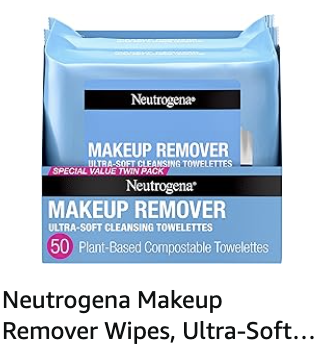 Neutrogena®
MAKEUP REMOVER
ULTRA-SOFT CLEANSING TOWELETTES
SPECIAL VALUE TWIN PACK
Neutrogena®
MAKEUP REMOVER
ULTRA-SOFT CLEANSING TOWELETTES
50 Plant-Based Compostable Towelettes
Neutrogena Makeup
Remover Wipes, Ultra-Soft...